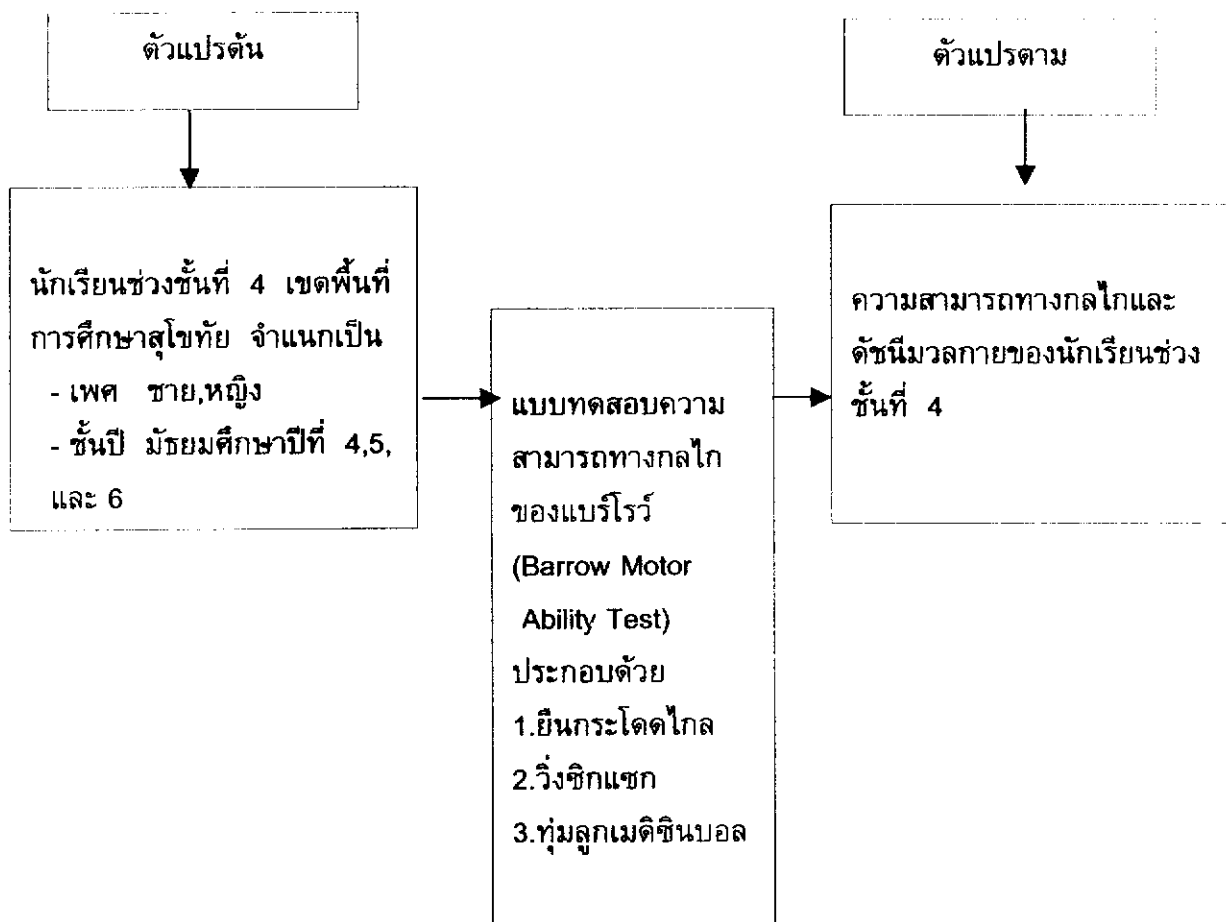 ตัวแปรต้น
ตัวแปรตาม
นักเรียนช่วงชั้นที่ 4 เขตพื้นที่
การศึกษาสุโขทัย จำแนกเป็น
- เพศ ชาย,หญิง
- ชั้นปี มัธยมศึกษาปีที่ 4,5,
และ 6
แบบทดสอบความ
สามารถทางกลไก
ของแบร์โรว์
(Barrow Motor
Ability Test)
ประกอบด้วย
1.ยืนกระโดดไกล
2.วิ่งซิกแซก
3.ทุ่มลูกเมดิซินบอล
ความสามารถทางกลไกและ
ดัชนีมวลกายของนักเรียนช่วง
ชั้นที่ 4